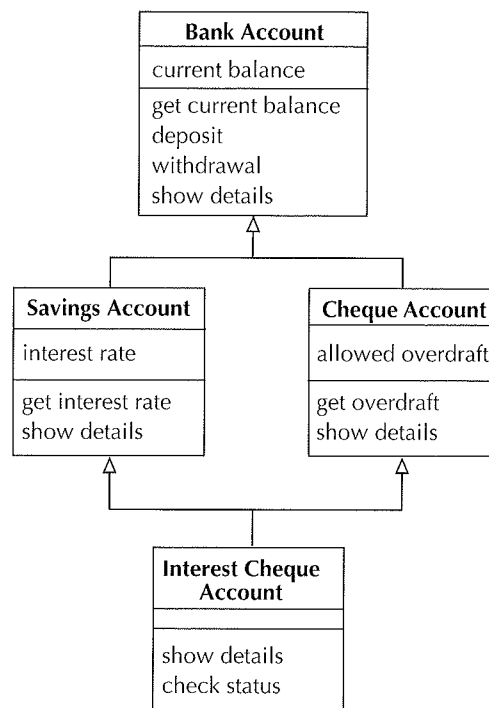 Bank Account
current balance
get current balance
deposit
withdrawal
show details
Savings Account
interest rate
get interest rate
show details
Cheque Account
allowed overdraft
get overdraft
show details
Interest Cheque
Account
show details
check status